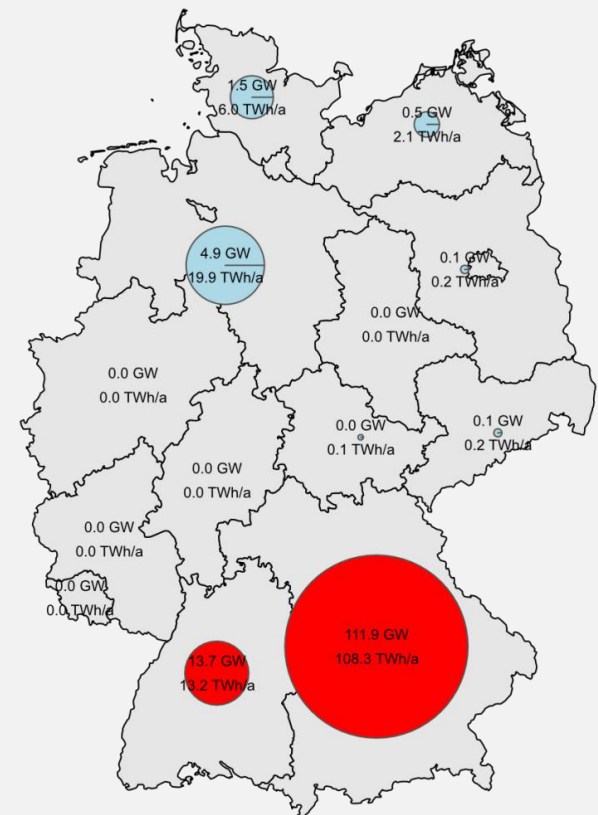 1.5 GW
6.0 TWh/a
0.5 GW
2.1 TWh/a
4.9 GW
19.9 TWh/a
0.1 GW
0.2 TWh/a
0.0 GW
0.0 TWh/a
0.0 GW
0.0 TWh/a
0.0 GW
0.1 TWh/a
0.1 GW
0.2 TWh/a
0.0 GW
0.0 TWh/a
0.0 GW
0.0 TWh/a
0.0 GW
0.0 TWh/a
111.9 GW
108.3 TWh/a
13.7 GW
13.2 TWh/a